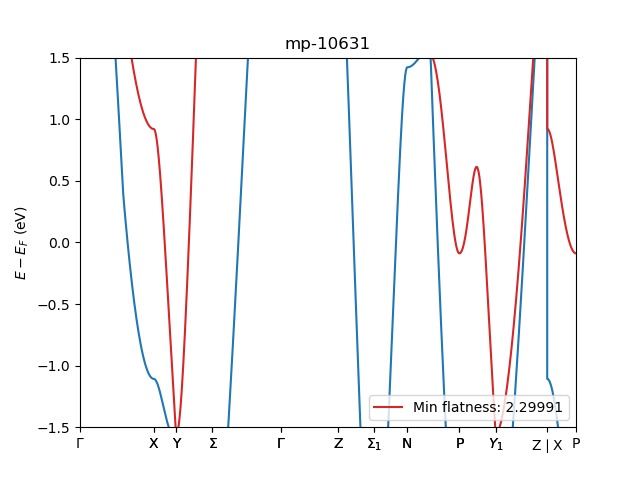 mp-10631
1.5
1.0
0.5
0.0
−0.5
−1.0
−1.5
E − E_F (eV)
Min flatness: 2.29991
Γ X Y Σ Γ Z Σ₁ N P Y₁ Z | X P